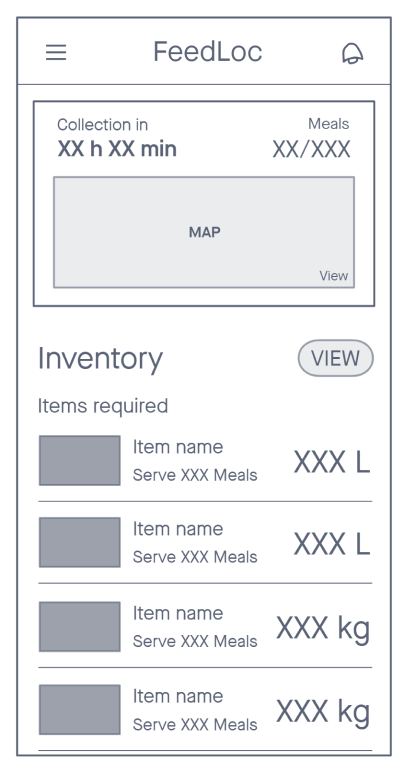 FeedLoc
Collection in
Meals
XX h XX min
XX/XXX
MAP
View
Inventory
VIEW
Items required
Item name
Serve XXX Meals
XXX L
Item name
Serve XXX Meals
XXX L
Item name
Serve XXX Meals
XXX kg
Item name
Serve XXX Meals
XXX kg